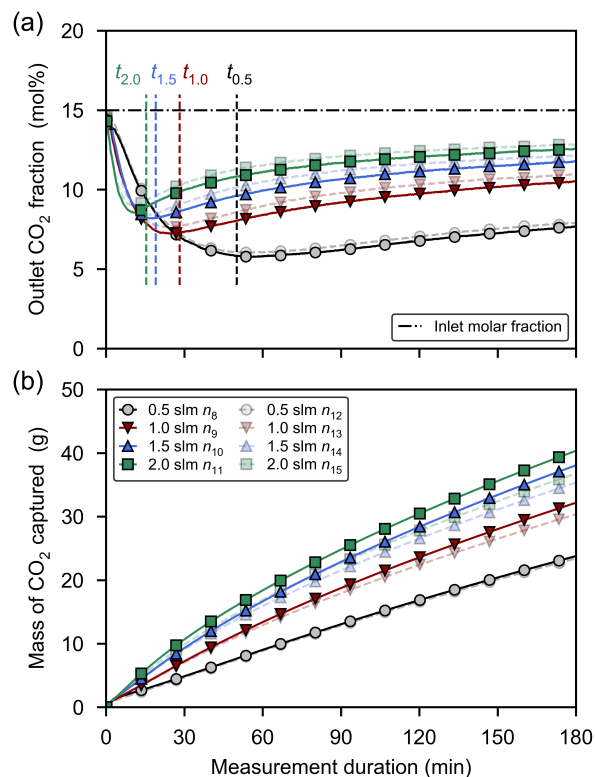 (a)
20
15
10
5
0
Outlet CO₂ fraction (mol%)
t₂.₀ t₁.₅ t₁.₀ t₀.₅
Inlet molar fraction
(b)
50
40
30
20
10
0
Mass of CO₂ captured (g)
0.5 slm n₈ 0.5 slm n₁₂
1.0 slm n₉ 1.0 slm n₁₃
1.5 slm n₁₀ 1.5 slm n₁₄
2.0 slm n₁₁ 2.0 slm n₁₅
0 30 60 90 120 150 180
Measurement duration (min)